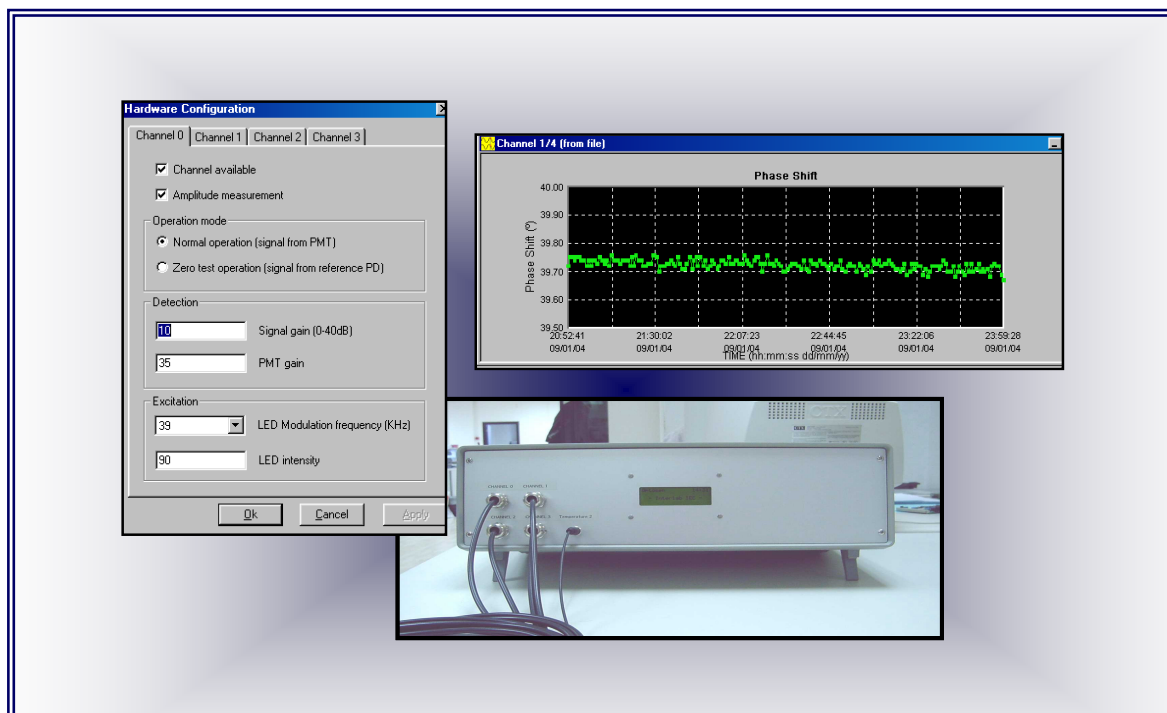 Hardware Configuration
Channel 0 Channel 1 Channel 2 Channel 3
Channel available
Amplitude measurement
Operation mode
Normal operation (signal from PMT)
Zero test operation (signal from reference PD)
Detection
10 Signal gain (0-40dB)
35 PMT gain
Excitation
39 LED Modulation frequency (KHz)
90 LED intensity
Ok Cancel Apply
Channel 1/4 (from file)
Phase Shift
Phase Shift (º)
40.00
39.90
39.80
39.70
39.60
39.50
20:52:41 21:30:02 22:07:23 22:44:45 23:22:06 23:59:28
09/01/04 09/01/04 09/01/04 09/01/04 09/01/04 09/01/04
TIME (hh:mm:ss dd/mm/yy)
CTX
CHANNEL 0 CHANNEL 1